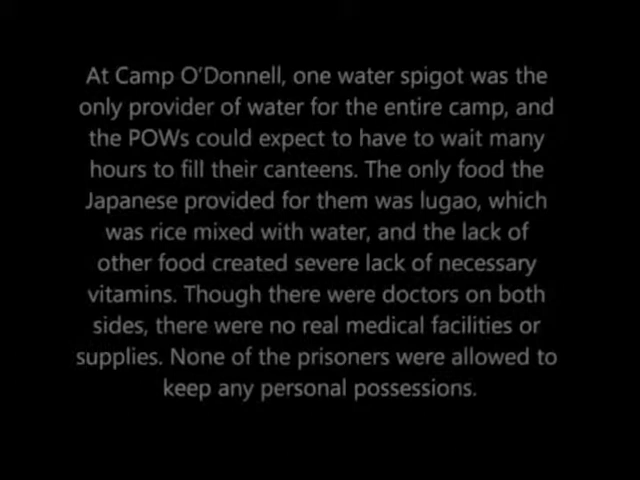 At Camp O'Donnell, one water spigot was the
only provider of water for the entire camp, and
the POWs could expect to have to wait many
hours to fill their canteens. The only food the
Japanese provided for them was lugao, which
was rice mixed with water, and the lack of
other food created severe lack of necessary
vitamins. Though there were doctors on both
sides, there were no real medical facilities or
supplies. None of the prisoners were allowed to
keep any personal possessions.